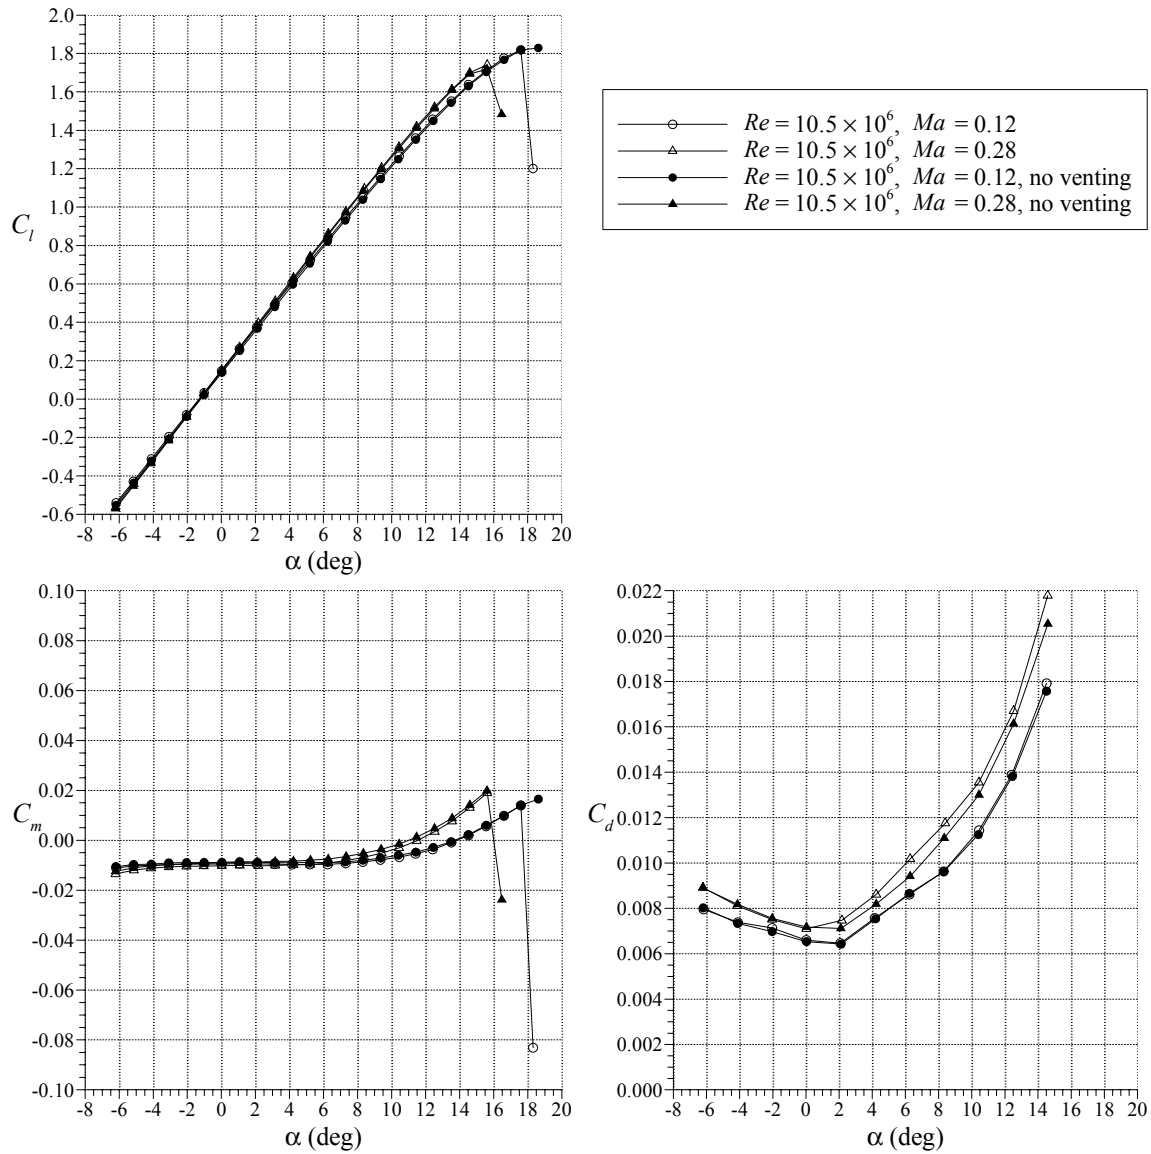 2.0
1.8
1.6
1.4
1.2
1.0
0.8
0.6
0.4
0.2
0.0
-0.2
-0.4
-0.6
C_l
-8 -6 -4 -2 0 2 4 6 8 10 12 14 16 18 20
α (deg)
Re = 10.5 × 10⁶, Ma = 0.12
Re = 10.5 × 10⁶, Ma = 0.28
Re = 10.5 × 10⁶, Ma = 0.12, no venting
Re = 10.5 × 10⁶, Ma = 0.28, no venting
0.10
0.08
0.06
0.04
0.02
0.00
-0.02
-0.04
-0.06
-0.08
-0.10
C_m
-8 -6 -4 -2 0 2 4 6 8 10 12 14 16 18 20
α (deg)
0.022
0.020
0.018
0.016
0.014
0.012
0.010
0.008
0.006
0.004
0.002
0.000
C_d
-8 -6 -4 -2 0 2 4 6 8 10 12 14 16 18 20
α (deg)